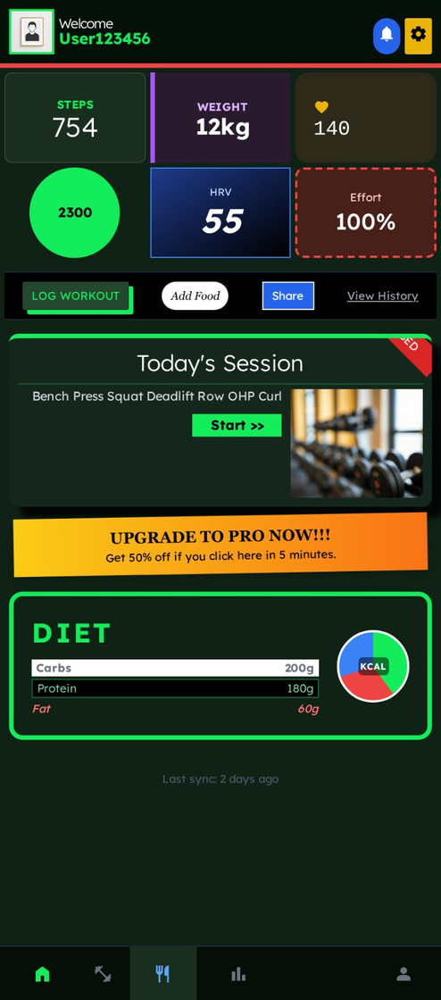 Welcome
User123456
STEPS
754
WEIGHT
12kg
140
2300
HRV
55
Effort
100%
LOG WORKOUT
Add Food
Share
View History
Today's Session
Bench Press Squat Deadlift Row OHP Curl
Start >>
UPGRADE TO PRO NOW!!!
Get 50% off if you click here in 5 minutes.
DIET
Carbs 200g
Protein 180g
Fat 60g
KCAL
Last sync: 2 days ago